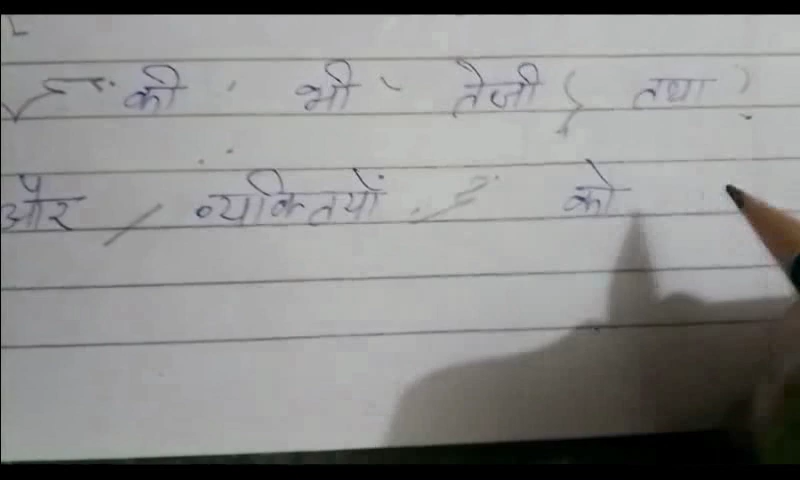 की भी तेजी तथा
और व्यक्तियों को